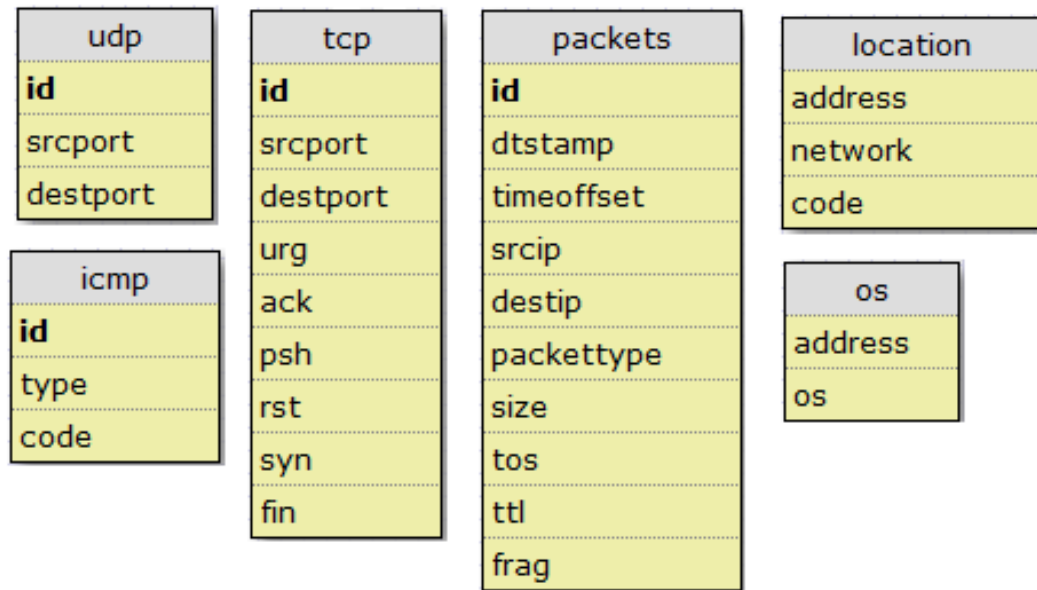 udp
id
srcport
destport
icmp
id
type
code
tcp
id
srcport
destport
urg
ack
psh
rst
syn
fin
packets
id
dtstamp
timeoffset
srcip
destip
packettype
size
tos
ttl
frag
location
address
network
code
os
address
os